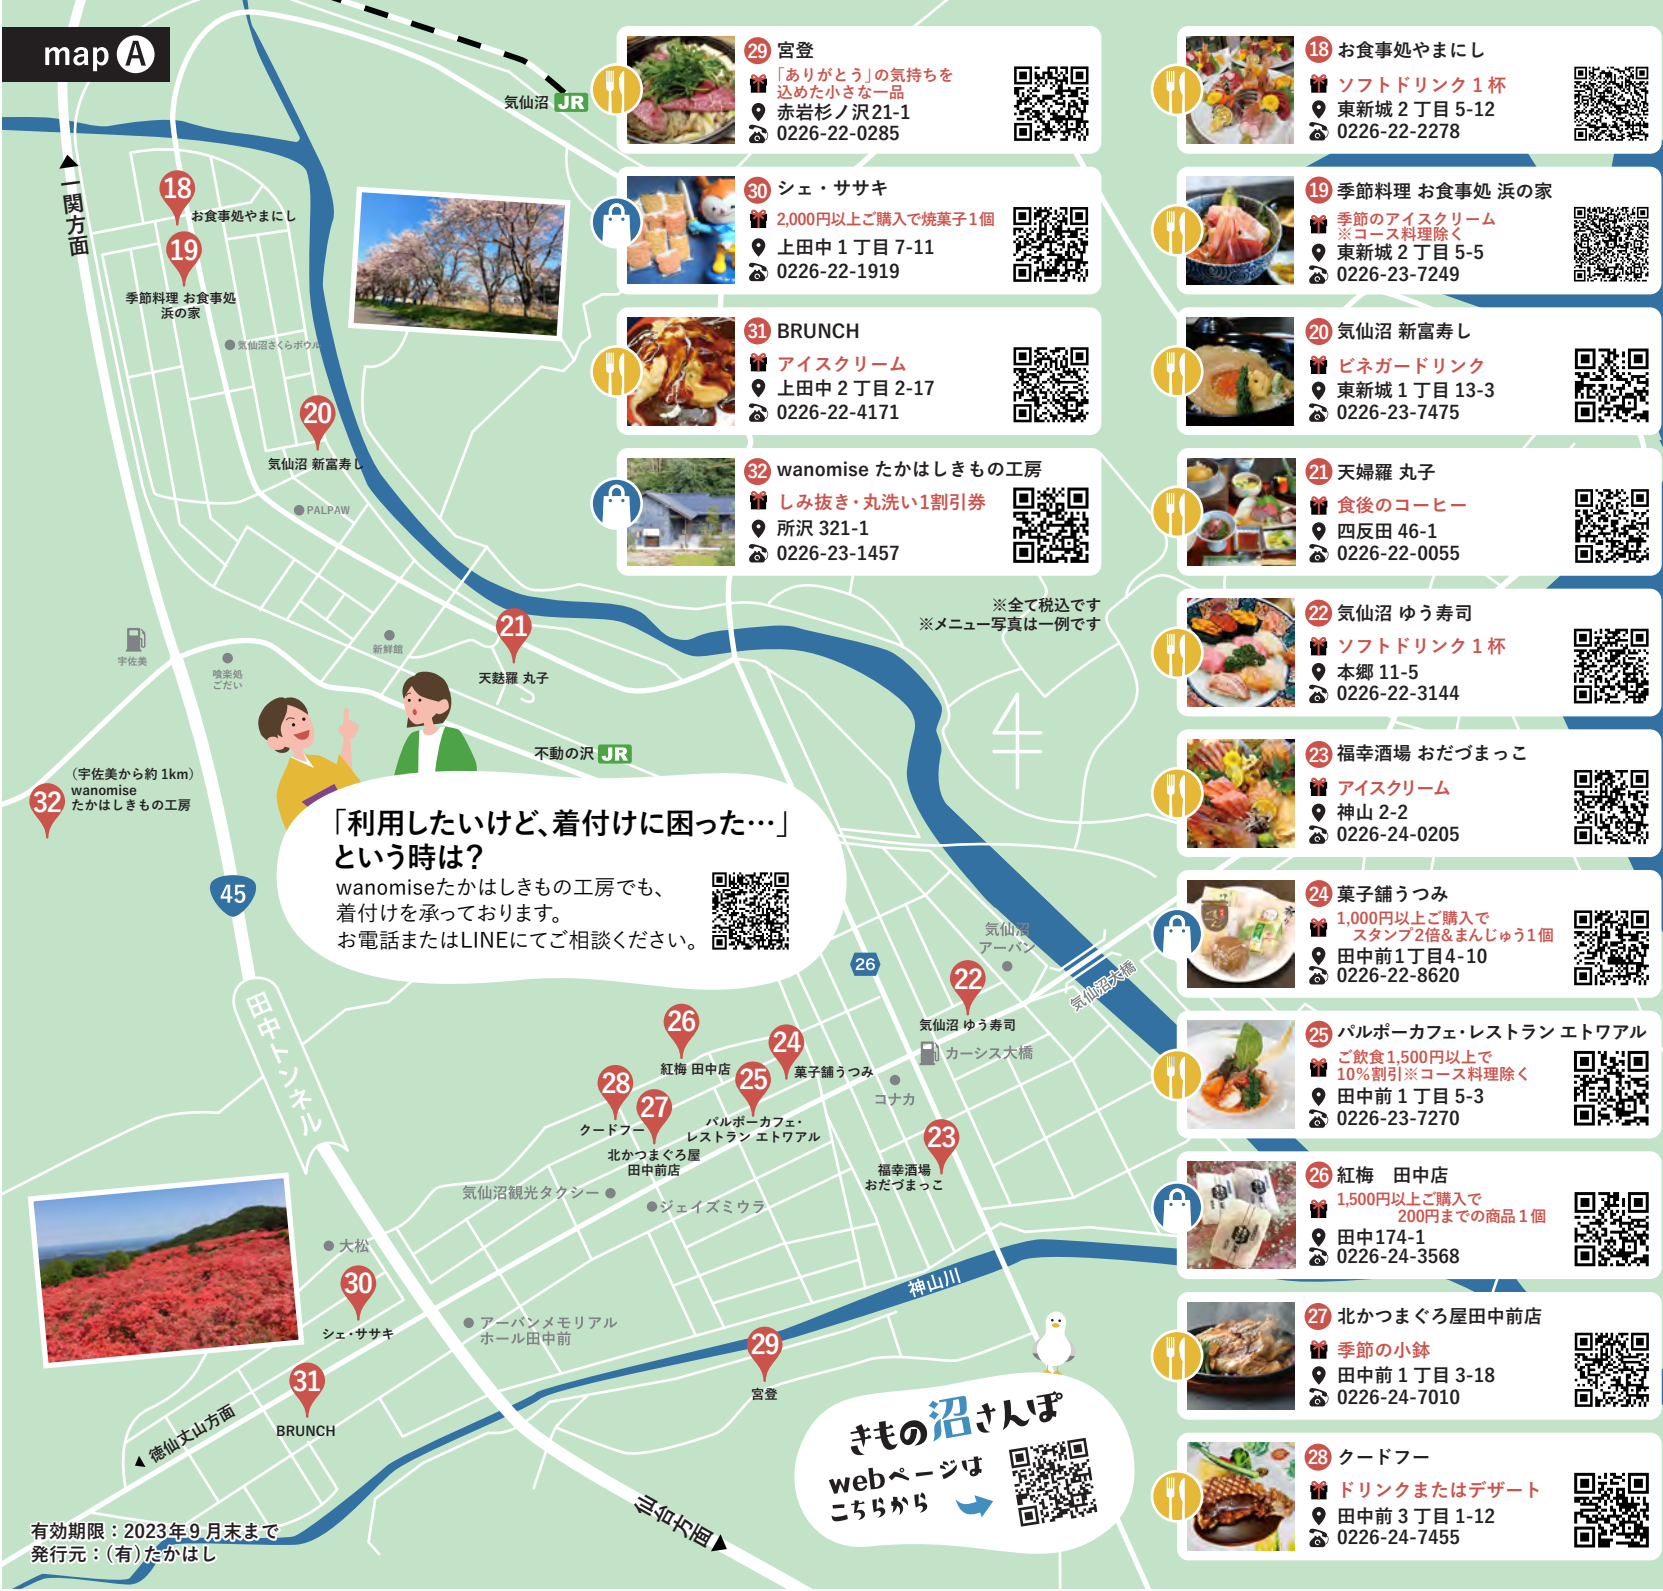 map A
気仙沼 JR
一関方面
18
お食事処やまにし
19
季節料理 お食事処
浜の家
気仙沼さくらボウル
20
気仙沼 新富寿し
PALPAW
宇佐美
喰楽処
ごだい
新鮮館
21
天麩羅 丸子
不動の沢 JR
32
(宇佐美から約1km)
wanomise
たかはしきもの工房
「利用したいけど、着付けに困った…」
という時は?
wanomiseたかはしきもの工房でも、
着付けを承っております。
お電話またはLINEにてご相談ください。
45
田中トンネル
26
気仙沼
アーバン
気仙沼大橋
22
気仙沼 ゆう寿司
カーシス大橋
コナカ
26
紅梅 田中店
24
菓子舗うつみ
25
パルポーカフェ・
レストラン エトワアル
28
クードフー
27
北かつまぐろ屋
田中前店
23
福幸酒場
おだづまっこ
気仙沼観光タクシー
ジェイズミウラ
大松
30
シェ・ササキ
アーバンメモリアル
ホール田中前
神山川
29
宮登
31
BRUNCH
徳仙丈山方面
仙台方面
きもの沼さんぽ
webページは
こちらから
有効期限:2023年9月末まで
発行元:(有)たかはし
29 宮登
「ありがとう」の気持ちを
込めた小さな一品
赤岩杉ノ沢21-1
0226-22-0285
30 シェ・ササキ
2,000円以上ご購入で焼菓子1個
上田中1丁目7-11
0226-22-1919
31 BRUNCH
アイスクリーム
上田中2丁目2-17
0226-22-4171
32 wanomise たかはしきもの工房
しみ抜き・丸洗い1割引券
所沢 321-1
0226-23-1457
※全て税込です
※メニュー写真は一例です
18 お食事処やまにし
ソフトドリンク1杯
東新城2丁目5-12
0226-22-2278
19 季節料理 お食事処 浜の家
季節のアイスクリーム
※コース料理除く
東新城2丁目5-5
0226-23-7249
20 気仙沼 新富寿し
ビネガードリンク
東新城1丁目13-3
0226-23-7475
21 天婦羅 丸子
食後のコーヒー
四反田 46-1
0226-22-0055
22 気仙沼 ゆう寿司
ソフトドリンク1杯
本郷 11-5
0226-22-3144
23 福幸酒場 おだづまっこ
アイスクリーム
神山 2-2
0226-24-0205
24 菓子舗うつみ
1,000円以上ご購入で
スタンプ2倍&まんじゅう1個
田中前1丁目4-10
0226-22-8620
25 パルポーカフェ・レストラン エトワアル
ご飲食1,500円以上で
10%割引※コース料理除く
田中前1丁目5-3
0226-23-7270
26 紅梅 田中店
1,500円以上ご購入で
200円までの商品1個
田中174-1
0226-24-3568
27 北かつまぐろ屋田中前店
季節の小鉢
田中前1丁目3-18
0226-24-7010
28 クードフー
ドリンクまたはデザート
田中前3丁目1-12
0226-24-7455